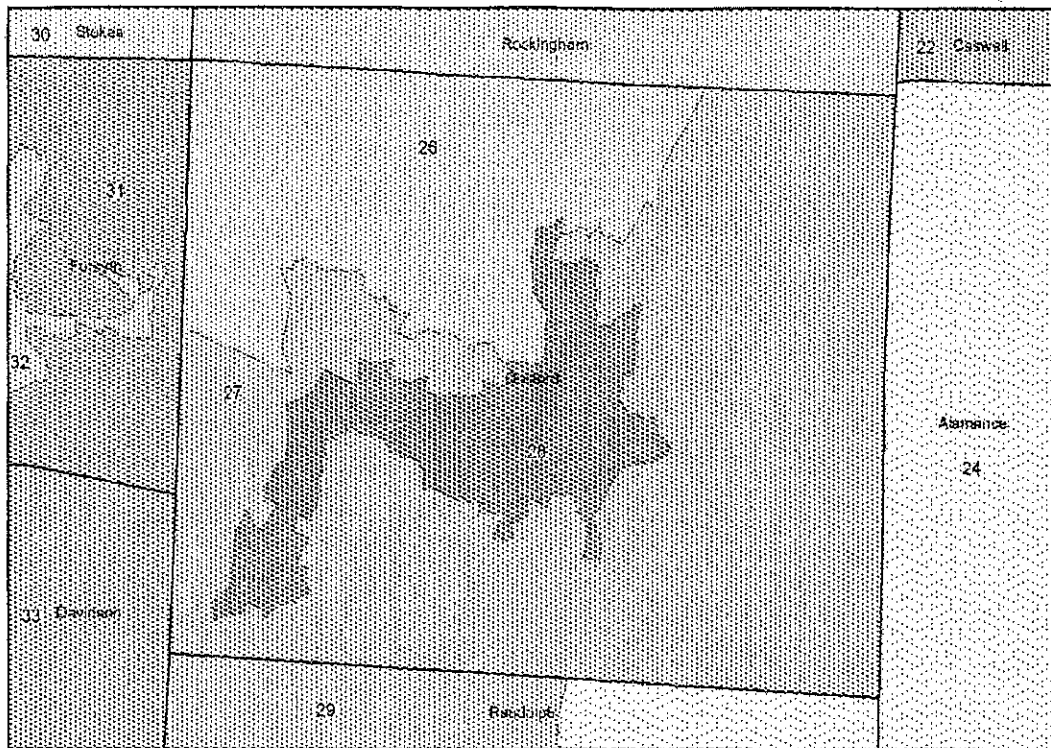 30 Stokes
Rockingham
22 Caswell
26
31
Forsyth
32
27
Guilford
28
Alamance
24
33 Davidson
29
Randolph